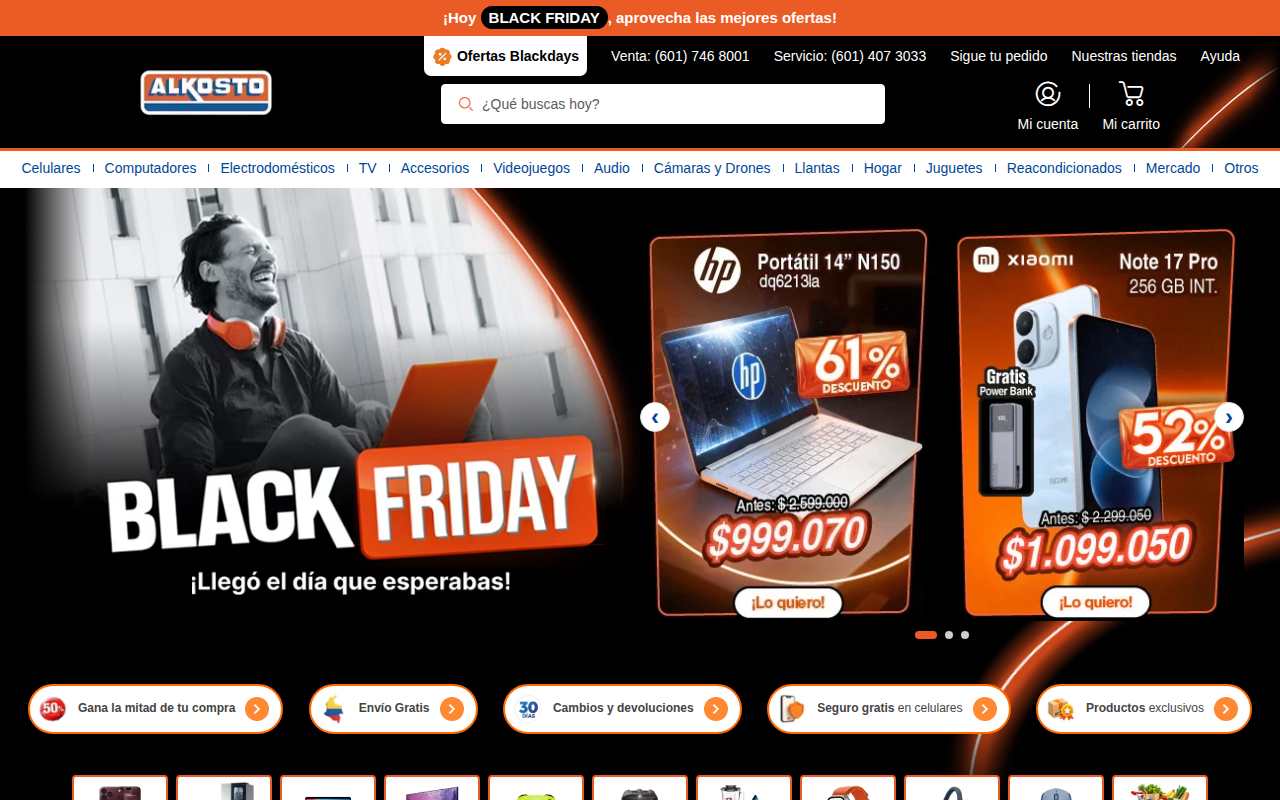 ¡Hoy BLACK FRIDAY, aprovecha las mejores ofertas!
Ofertas Blackdays
Venta: (601) 746 8001
Servicio: (601) 407 3033
Sigue tu pedido
Nuestras tiendas
Ayuda
ALKOSTO
¿Qué buscas hoy?
Mi cuenta
Mi carrito
Celulares
Computadores
Electrodomésticos
TV
Accesorios
Videojuegos
Audio
Cámaras y Drones
Llantas
Hogar
Juguetes
Reacondicionados
Mercado
Otros
BLACK FRIDAY
¡Llegó el día que esperabas!
hp
Portátil 14” N150
dq6213la
hp
61%
DESCUENTO
Antes: $ 2.599.000
$999.070
¡Lo quiero!
mi xiaomi
Note 17 Pro
256 GB INT.
Gratis
Power Bank
52%
DESCUENTO
Antes: $ 2.299.050
$1.099.050
¡Lo quiero!
50%
Gana la mitad de tu compra
Envío Gratis
30
DÍAS
Cambios y devoluciones
Seguro gratis en celulares
Productos exclusivos